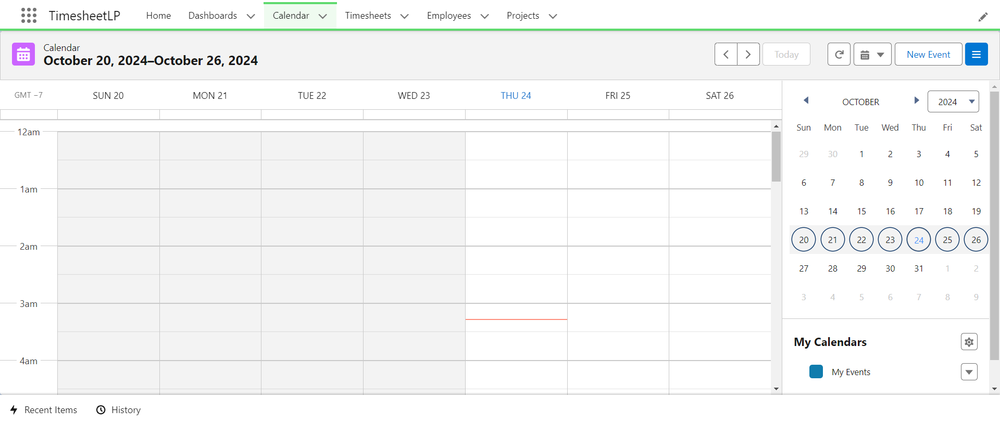 TimesheetLP Home Dashboards Calendar Timesheets Employees Projects
Calendar
October 20, 2024–October 26, 2024
Today
New Event
GMT −7 SUN 20 MON 21 TUE 22 WED 23 THU 24 FRI 25 SAT 26
12am
1am
2am
3am
4am
OCTOBER 2024
Sun Mon Tue Wed Thu Fri Sat
29 30 1 2 3 4 5
6 7 8 9 10 11 12
13 14 15 16 17 18 19
20 21 22 23 24 25 26
27 28 29 30 31 1 2
3 4 5 6 7 8 9
My Calendars
My Events
Recent Items History